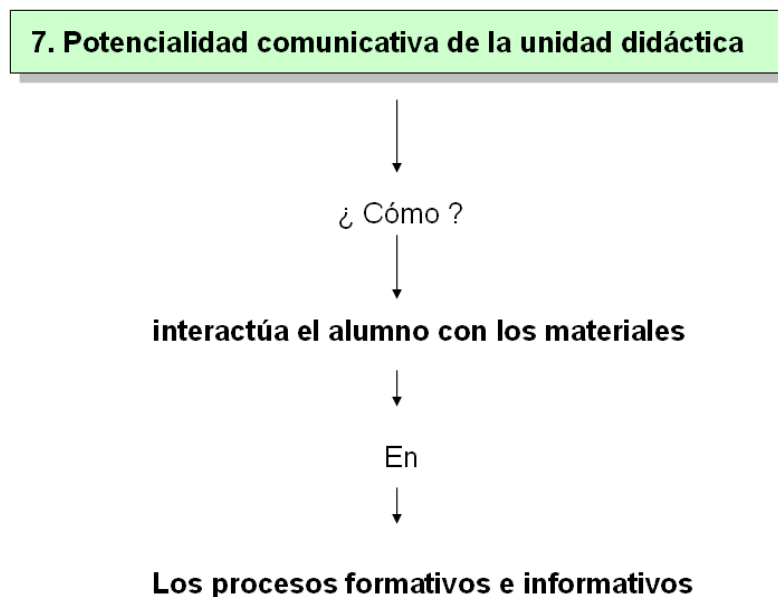 7. Potencialidad comunicativa de la unidad didáctica
¿ Cómo ?
interactúa el alumno con los materiales
En
Los procesos formativos e informativos